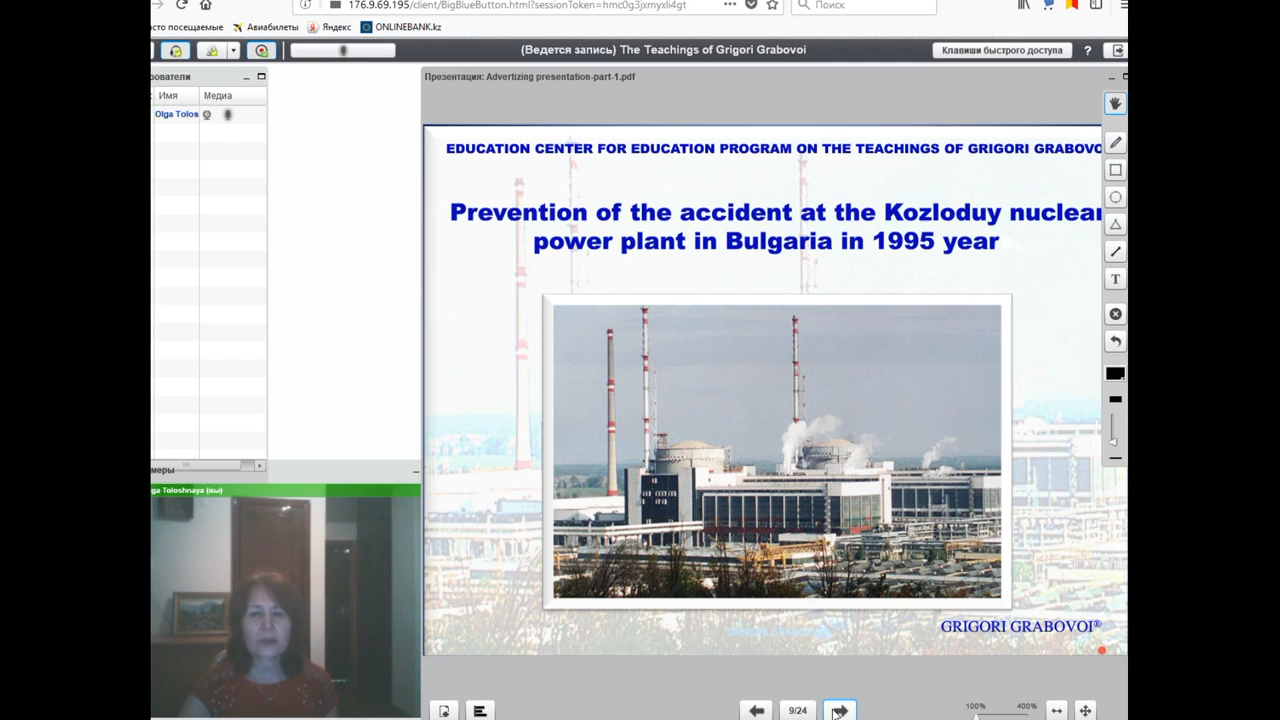 176.9.69.195/client/BigBlueButton.html?sessionToken=hmc0g3jxmyxli4gt
Поиск
сто посещаемые
Авиабилеты
Яндекс
ONLINEBANK.kz
(Ведется запись) The Teachings of Grigori Grabovoi
Клавиши быстрого доступа
?
зователи
Имя
Медиа
Olga Tolos
Презентация: Advertizing presentation-part-1.pdf
EDUCATION CENTER FOR EDUCATION PROGRAM ON THE TEACHINGS OF GRIGORI GRABOVO
Prevention of the accident at the Kozloduy nuclear
power plant in Bulgaria in 1995 year
T
меры
ga Toloshnaya (вы)
GRIGORI GRABOVOI®
9/24
100%
400%